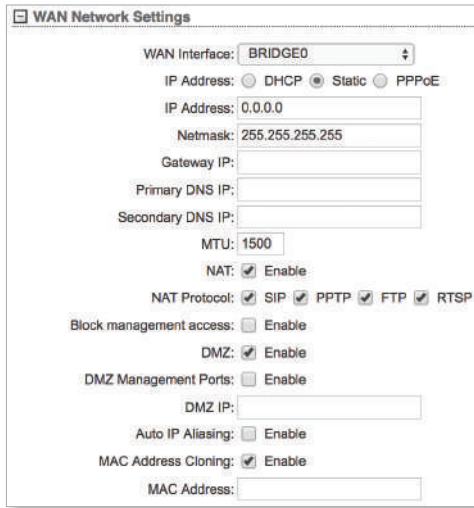 WAN Network Settings
WAN Interface: BRIDGE0
IP Address: DHCP Static PPPoE
IP Address: 0.0.0.0
Netmask: 255.255.255.255
Gateway IP:
Primary DNS IP:
Secondary DNS IP:
MTU: 1500
NAT: Enable
NAT Protocol: SIP PPTP FTP RTSP
Block management access: Enable
DMZ: Enable
DMZ Management Ports: Enable
DMZ IP:
Auto IP Aliasing: Enable
MAC Address Cloning: Enable
MAC Address: